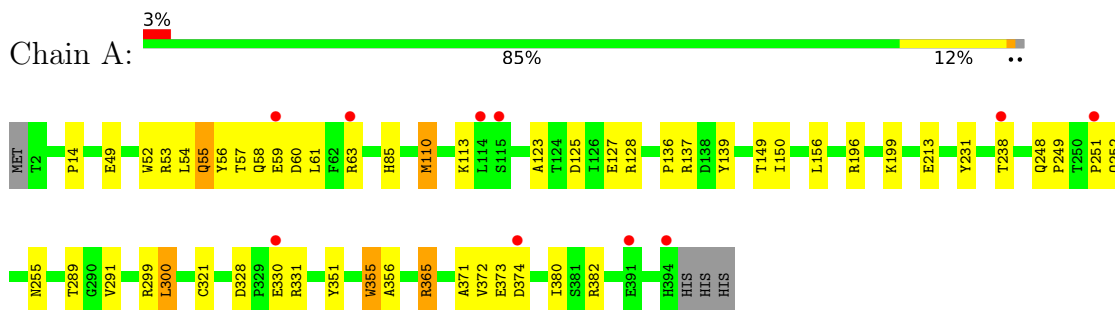 3%
Chain A:
85% 12% ••
MET T2 P14 E49 W52 R53 L54 Q55 Y56 T57 Q58 E59 D60 L61 F62 R63 H85 M110 K113 L114 S115 A123 T124 D125 I126 E127 R128 P136 R137 D138 Y139 T149 I150 L156 R196 K199 E213 Y231 T238 Q248 P249 T250 P251
N255 T289 G290 V291 R299 L300 C321 D328 P329 E330 R331 Y351 W355 A356 R365 A371 V372 E373 D374 I380 S381 R382 E391 H394 HIS HIS HIS